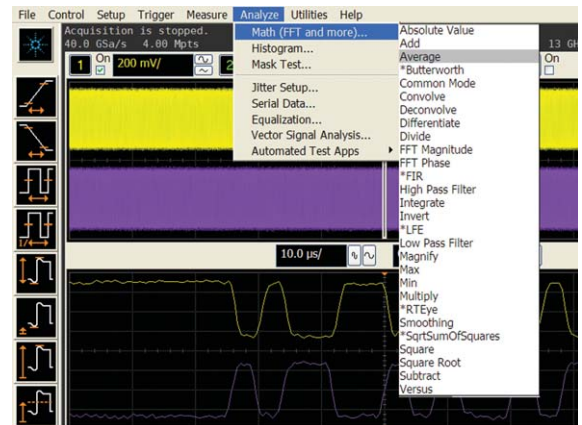 File Control Setup Trigger Measure Analyze Utilities Help
Acquisition is stopped.
40.0 GSa/s 4.00 Mpts
13 GH
1 On 200 mV/ 2
On
Math (FFT and more)...
Histogram...
Mask Test...
Jitter Setup...
Serial Data...
Equalization...
Vector Signal Analysis...
Automated Test Apps
Absolute Value
Add
Average
*Butterworth
Common Mode
Convolve
Deconvolve
Differentiate
Divide
FFT Magnitude
FFT Phase
*FIR
High Pass Filter
Integrate
Invert
*LFE
Low Pass Filter
Magnify
Max
Min
Multiply
*RTEye
Smoothing
*SqrtSumOfSquares
Square
Square Root
Subtract
Versus
1/
10.0 µs/